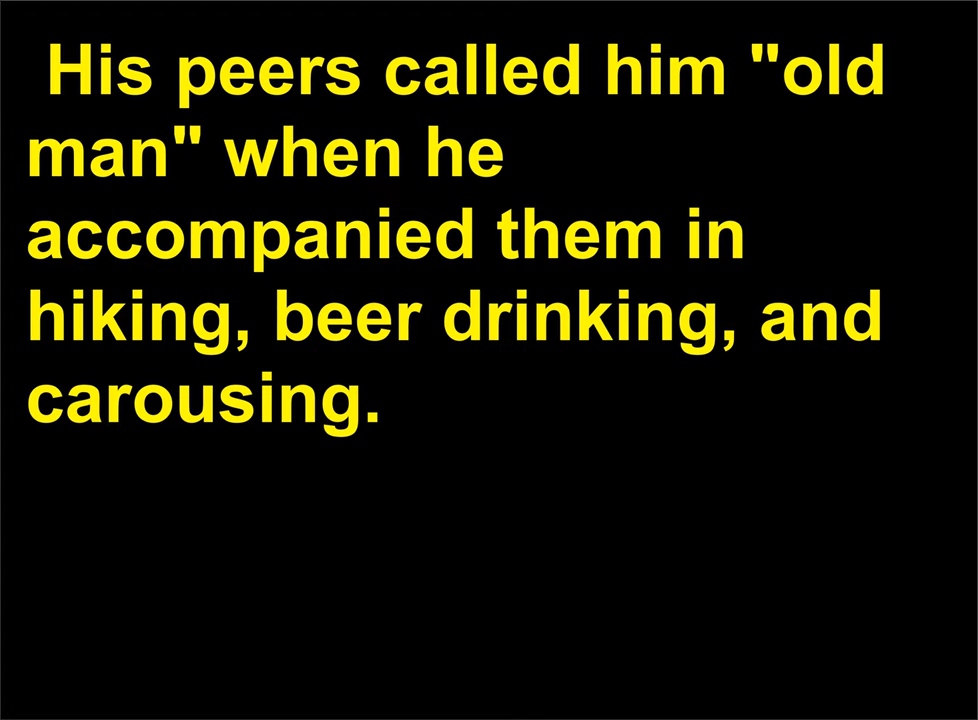 His peers called him "old
man" when he
accompanied them in
hiking, beer drinking, and
carousing.